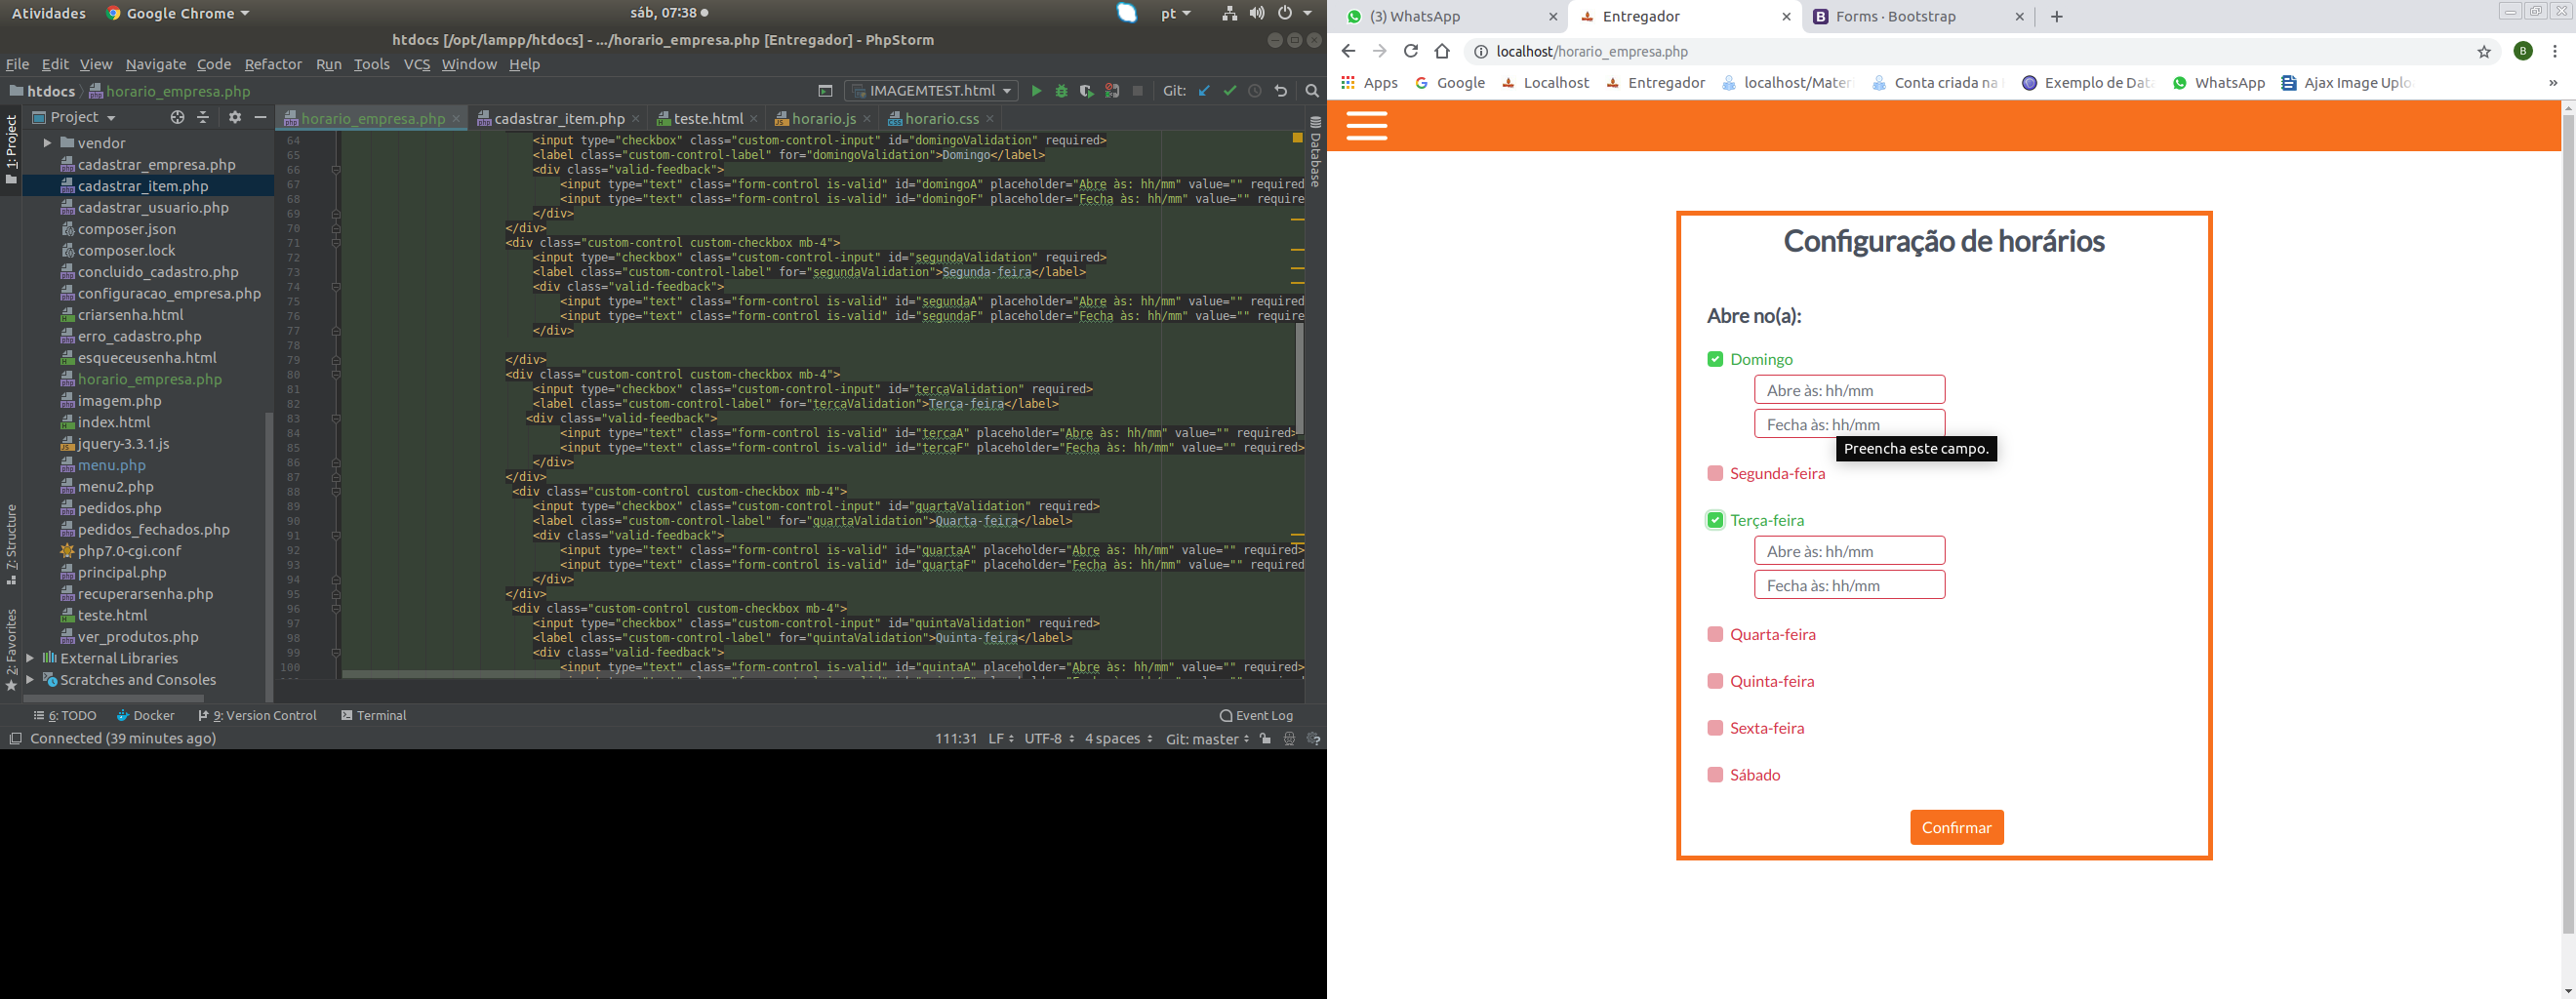 Atividades
Google Chrome
sáb, 07:38
pt
htdocs [/opt/lampp/htdocs] - .../horario_empresa.php [Entregador] - PhpStorm
File Edit View Navigate Code Refactor Run Tools VCS Window Help
htdocs horario_empresa.php
IMAGEMTEST.html
Git:
Project
horario_empresa.php
cadastrar_item.php
teste.html
horario.js
horario.css
1: Project
7: Structure
2: Favorites
Database
vendor
cadastrar_empresa.php
cadastrar_item.php
cadastrar_usuario.php
composer.json
composer.lock
concluido_cadastro.php
configuracao_empresa.php
criarsenha.html
erro_cadastro.php
esqueceusenha.html
horario_empresa.php
imagem.php
index.html
jquery-3.3.1.js
menu.php
menu2.php
pedidos.php
pedidos_fechados.php
php7.0-cgi.conf
principal.php
recuperarsenha.php
teste.html
ver_produtos.php
External Libraries
Scratches and Consoles
64 <input type="checkbox" class="custom-control-input" id="domingoValidation" required>
65 <label class="custom-control-label" for="domingoValidation">Domingo</label>
66 <div class="valid-feedback">
67 <input type="text" class="form-control is-valid" id="domingoA" placeholder="Abre às: hh/mm" value="" required
68 <input type="text" class="form-control is-valid" id="domingoF" placeholder="Fecha às: hh/mm" value="" require
69 </div>
70 </div>
71 <div class="custom-control custom-checkbox mb-4">
72 <input type="checkbox" class="custom-control-input" id="segundaValidation" required>
73 <label class="custom-control-label" for="segundaValidation">Segunda-feira</label>
74 <div class="valid-feedback">
75 <input type="text" class="form-control is-valid" id="segundaA" placeholder="Abre às: hh/mm" value="" required
76 <input type="text" class="form-control is-valid" id="segundaF" placeholder="Fecha às: hh/mm" value="" require
77 </div>
78
79 </div>
80 <div class="custom-control custom-checkbox mb-4">
81 <input type="checkbox" class="custom-control-input" id="tercaValidation" required>
82 <label class="custom-control-label" for="tercaValidation">Terça-feira</label>
83 <div class="valid-feedback">
84 <input type="text" class="form-control is-valid" id="tercaA" placeholder="Abre às: hh/mm" value="" required>
85 <input type="text" class="form-control is-valid" id="tercaF" placeholder="Fecha às: hh/mm" value="" required>
86 </div>
87 </div>
88 <div class="custom-control custom-checkbox mb-4">
89 <input type="checkbox" class="custom-control-input" id="quartaValidation" required>
90 <label class="custom-control-label" for="quartaValidation">Quarta-feira</label>
91 <div class="valid-feedback">
92 <input type="text" class="form-control is-valid" id="quartaA" placeholder="Abre às: hh/mm" value="" required>
93 <input type="text" class="form-control is-valid" id="quartaF" placeholder="Fecha às: hh/mm" value="" required
94 </div>
95 </div>
96 <div class="custom-control custom-checkbox mb-4">
97 <input type="checkbox" class="custom-control-input" id="quintaValidation" required>
98 <label class="custom-control-label" for="quintaValidation">Quinta-feira</label>
99 <div class="valid-feedback">
100 <input type="text" class="form-control is-valid" id="quintaA" placeholder="Abre às: hh/mm" value="" required>
6: TODO
Docker
9: Version Control
Terminal
Event Log
Connected (39 minutes ago)
111:31 LF UTF-8 4 spaces Git: master
(3) WhatsApp
Entregador
Forms · Bootstrap
localhost/horario_empresa.php
B
Apps
Google
Localhost
Entregador
localhost/Mater
Conta criada na
Exemplo de Dat
WhatsApp
Ajax Image Uplo
»
Configuração de horários
Abre no(a):
Domingo
Abre às: hh/mm
Fecha às: hh/mm
Preencha este campo.
Segunda-feira
Terça-feira
Abre às: hh/mm
Fecha às: hh/mm
Quarta-feira
Quinta-feira
Sexta-feira
Sábado
Confirmar